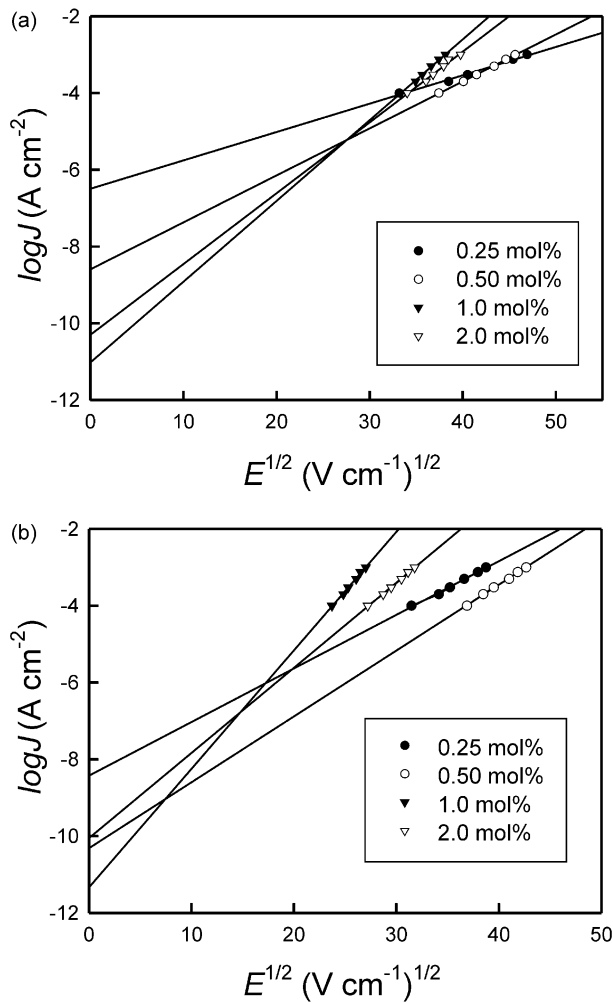 (a)
-2
-4
-6
-8
-10
-12
logJ (A cm-2)
0.25 mol%
0.50 mol%
1.0 mol%
2.0 mol%
0 10 20 30 40 50
E1/2 (V cm-1)1/2
(b)
-2
-4
-6
-8
-10
-12
logJ (A cm-2)
0.25 mol%
0.50 mol%
1.0 mol%
2.0 mol%
0 10 20 30 40 50
E1/2 (V cm-1)1/2